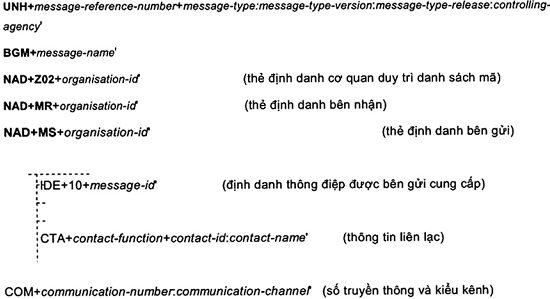 UNH+message-reference-number+message-type:message-type-version:message-type-release:controlling-
agency'
BGM+message-name'
NAD+Z02+organisation-id' (thẻ định danh cơ quan duy trì danh sách mã)
NAD+MR+organisation-id' (thẻ định danh bên nhận)
NAD+MS+organisation-id' (thẻ định danh bên gửi)
IDE+10+message-id' (định danh thông điệp được bên gửi cung cấp)
CTA+contact-function+contact-id:contact-name' (thông tin liên lạc)
COM+communication-number:communication-channel' (số truyền thông và kiểu kênh)